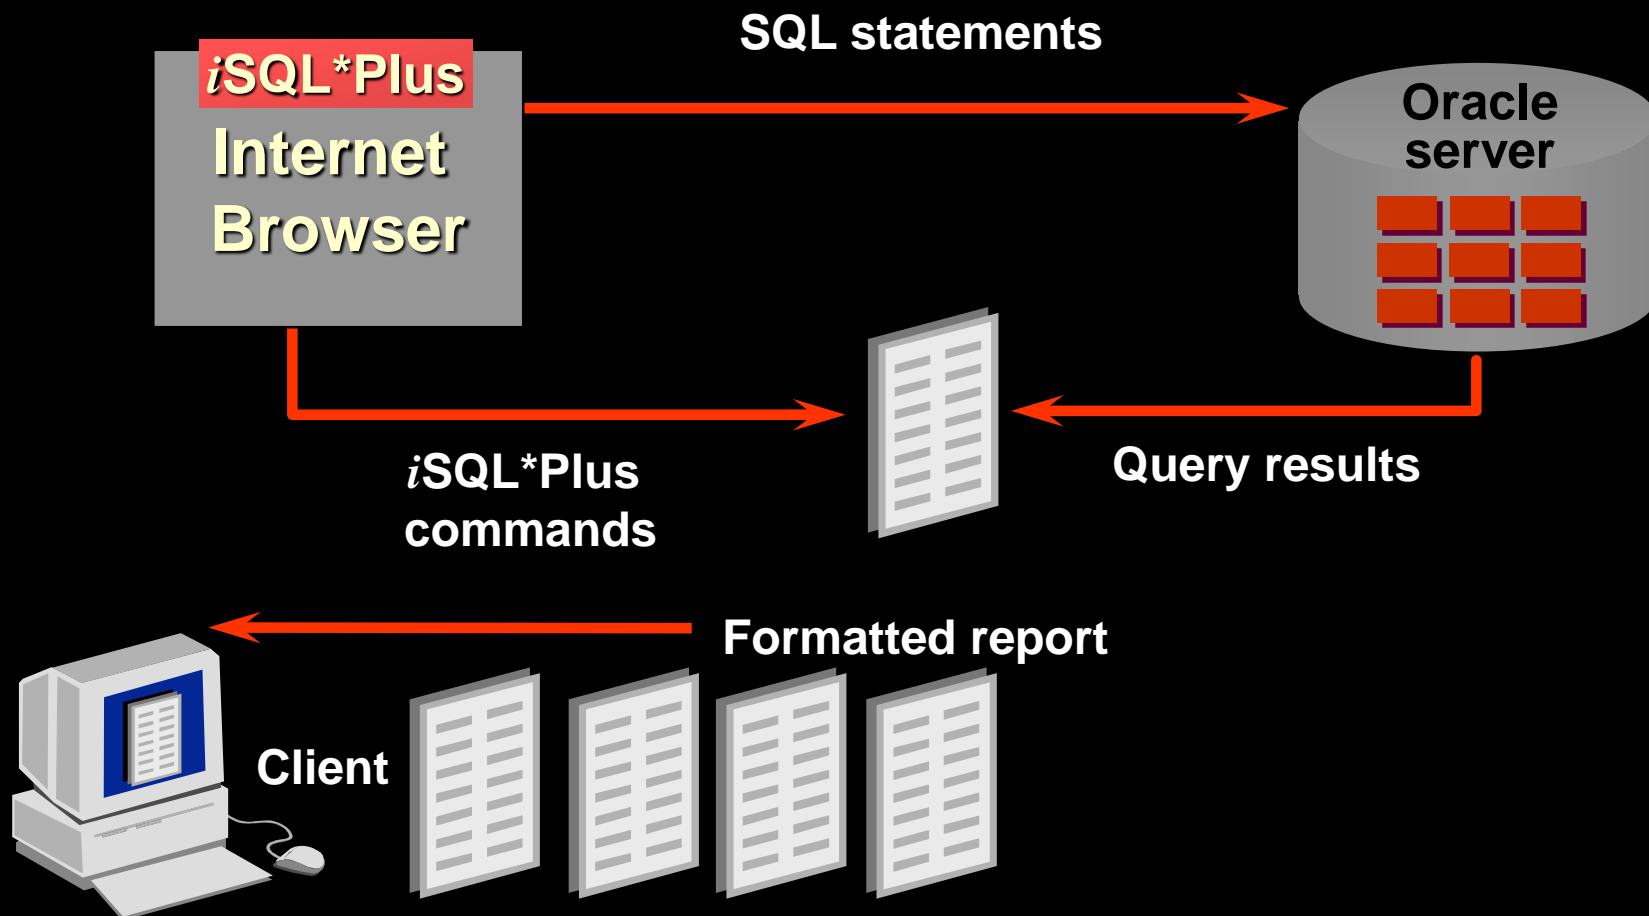 SQL statements
iSQL*Plus
Internet
Browser
Oracle
server
iSQL*Plus
commands
Query results
Formatted report
Client